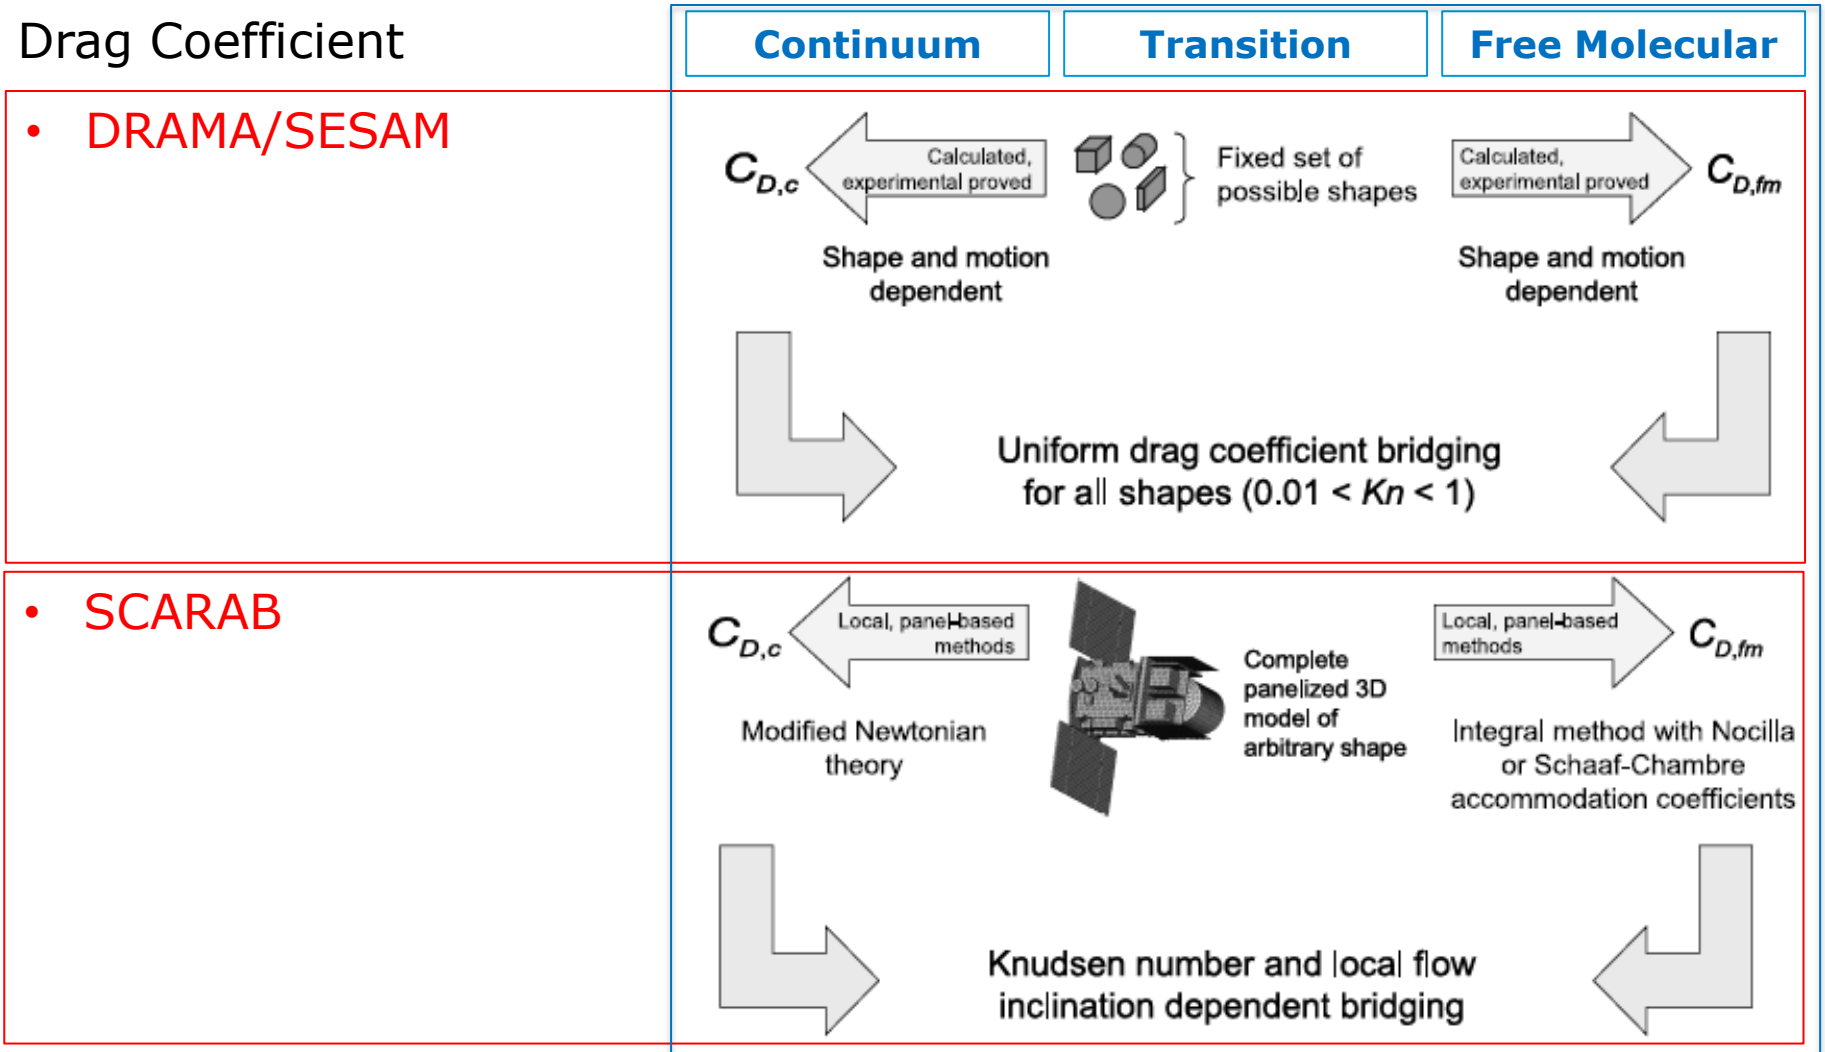 Drag Coefficient
Continuum
Transition
Free Molecular
• DRAMA/SESAM
C_{D,c}
Calculated,
experimental proved
Fixed set of
possible shapes
Calculated,
experimental proved
C_{D,fm}
Shape and motion
dependent
Shape and motion
dependent
Uniform drag coefficient bridging
for all shapes (0.01 < Kn < 1)
• SCARAB
C_{D,c}
Local, panel-based
methods
Complete
panelized 3D
model of
arbitrary shape
Local, panel-based
methods
C_{D,fm}
Modified Newtonian
theory
Integral method with Nocilla
or Schaaf-Chambre
accommodation coefficients
Knudsen number and local flow
inclination dependent bridging